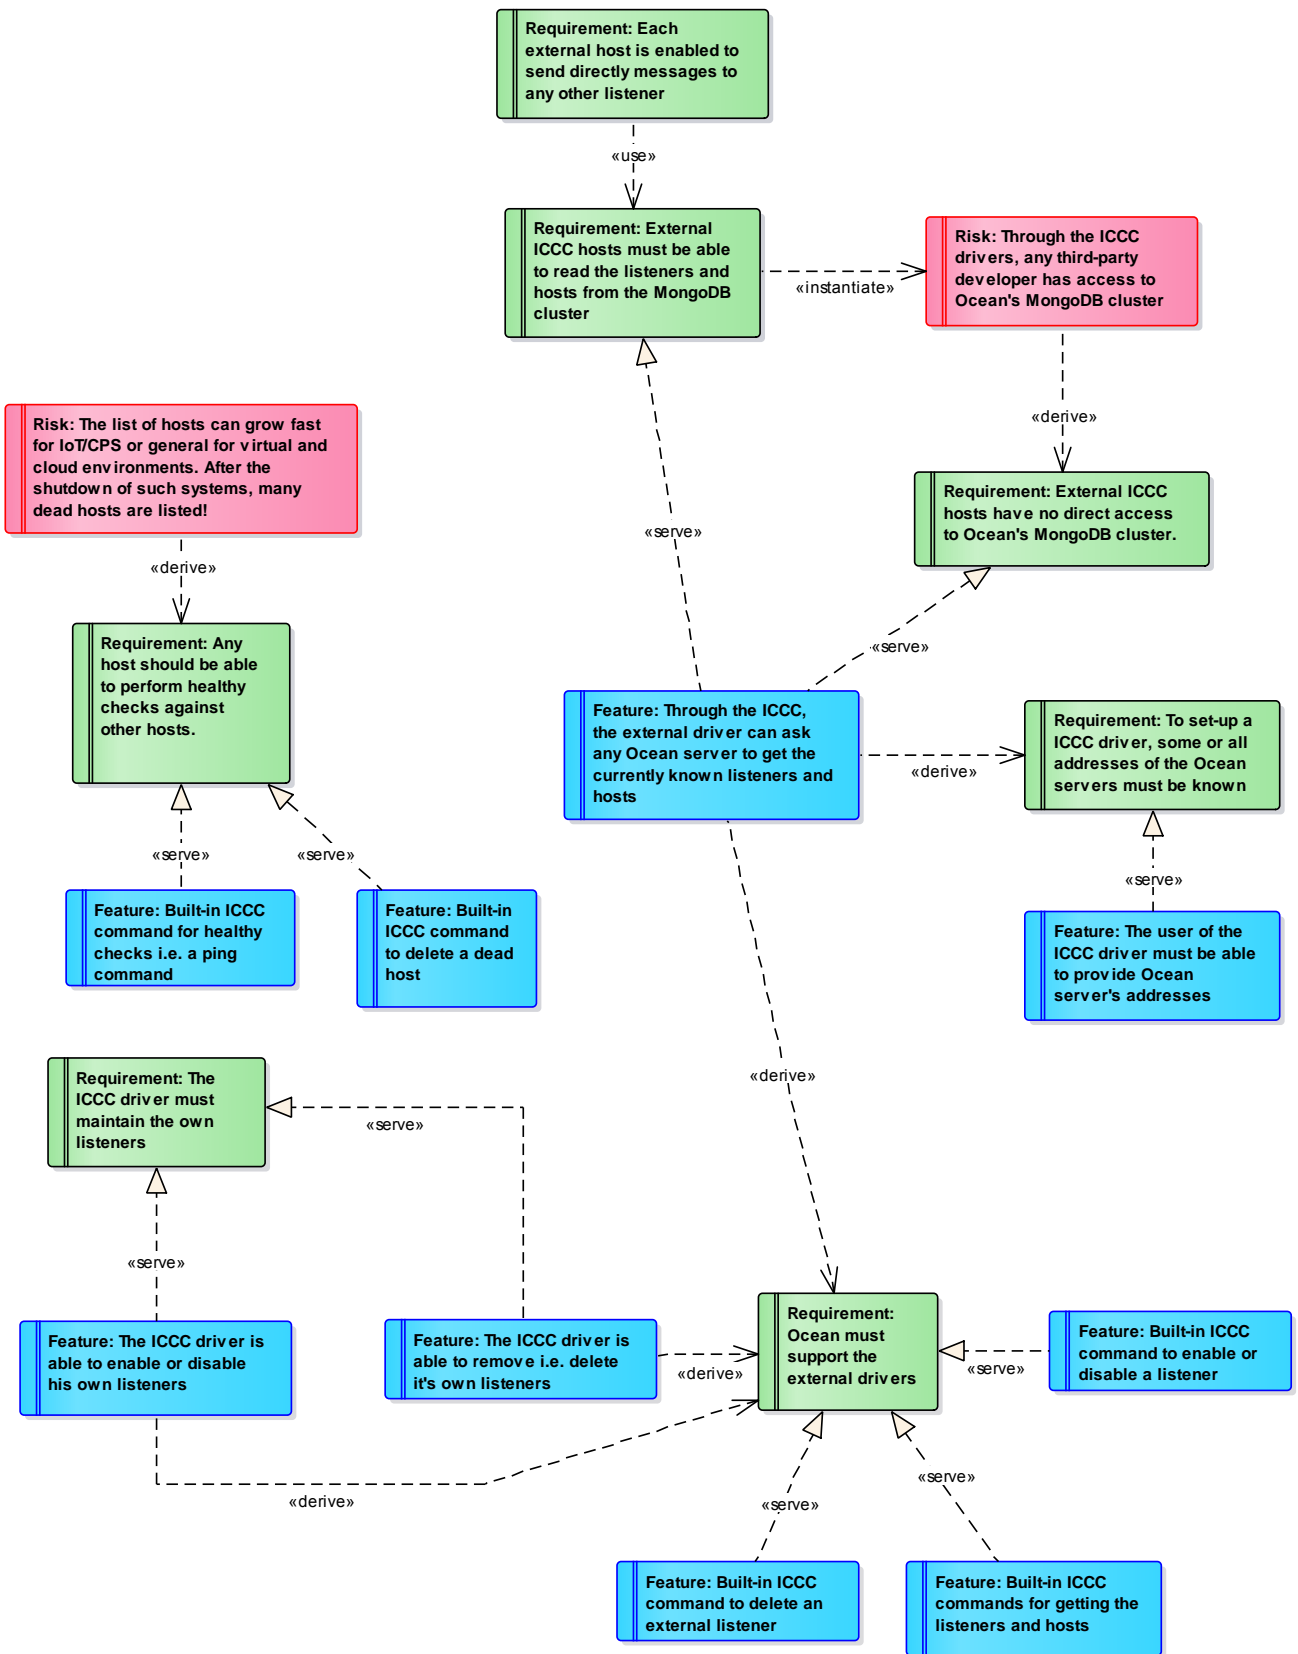 Requirement: Each
external host is enabled to
send directly messages to
any other listener
«use»
Requirement: External
ICCC hosts must be able
to read the listeners and
hosts from the MongoDB
cluster
«instantiate»
Risk: Through the ICCC
drivers, any third-party
developer has access to
Ocean's MongoDB cluster
«derive»
Requirement: External ICCC
hosts have no direct access
to Ocean's MongoDB cluster.
Risk: The list of hosts can grow fast
for IoT/CPS or general for virtual and
cloud environments. After the
shutdown of such systems, many
dead hosts are listed!
«derive»
«serve»
«serve»
Requirement: Any
host should be able
to perform healthy
checks against
other hosts.
Feature: Through the ICCC,
the external driver can ask
any Ocean server to get the
currently known listeners and
hosts
«derive»
Requirement: To set-up a
ICCC driver, some or all
addresses of the Ocean
servers must be known
«serve»
«serve»
«serve»
Feature: Built-in ICCC
command for healthy
checks i.e. a ping
command
Feature: Built-in
ICCC command
to delete a dead
host
Feature: The user of the
ICCC driver must be able
to provide Ocean
server's addresses
«derive»
Requirement: The
ICCC driver must
maintain the own
listeners
«serve»
«serve»
Feature: The ICCC driver is
able to enable or disable
his own listeners
Feature: The ICCC driver is
able to remove i.e. delete
it's own listeners
«derive»
Requirement:
Ocean must
support the
external drivers
«serve»
Feature: Built-in ICCC
command to enable or
disable a listener
«derive»
«serve»
«serve»
Feature: Built-in ICCC
command to delete an
external listener
Feature: Built-in ICCC
commands for getting the
listeners and hosts